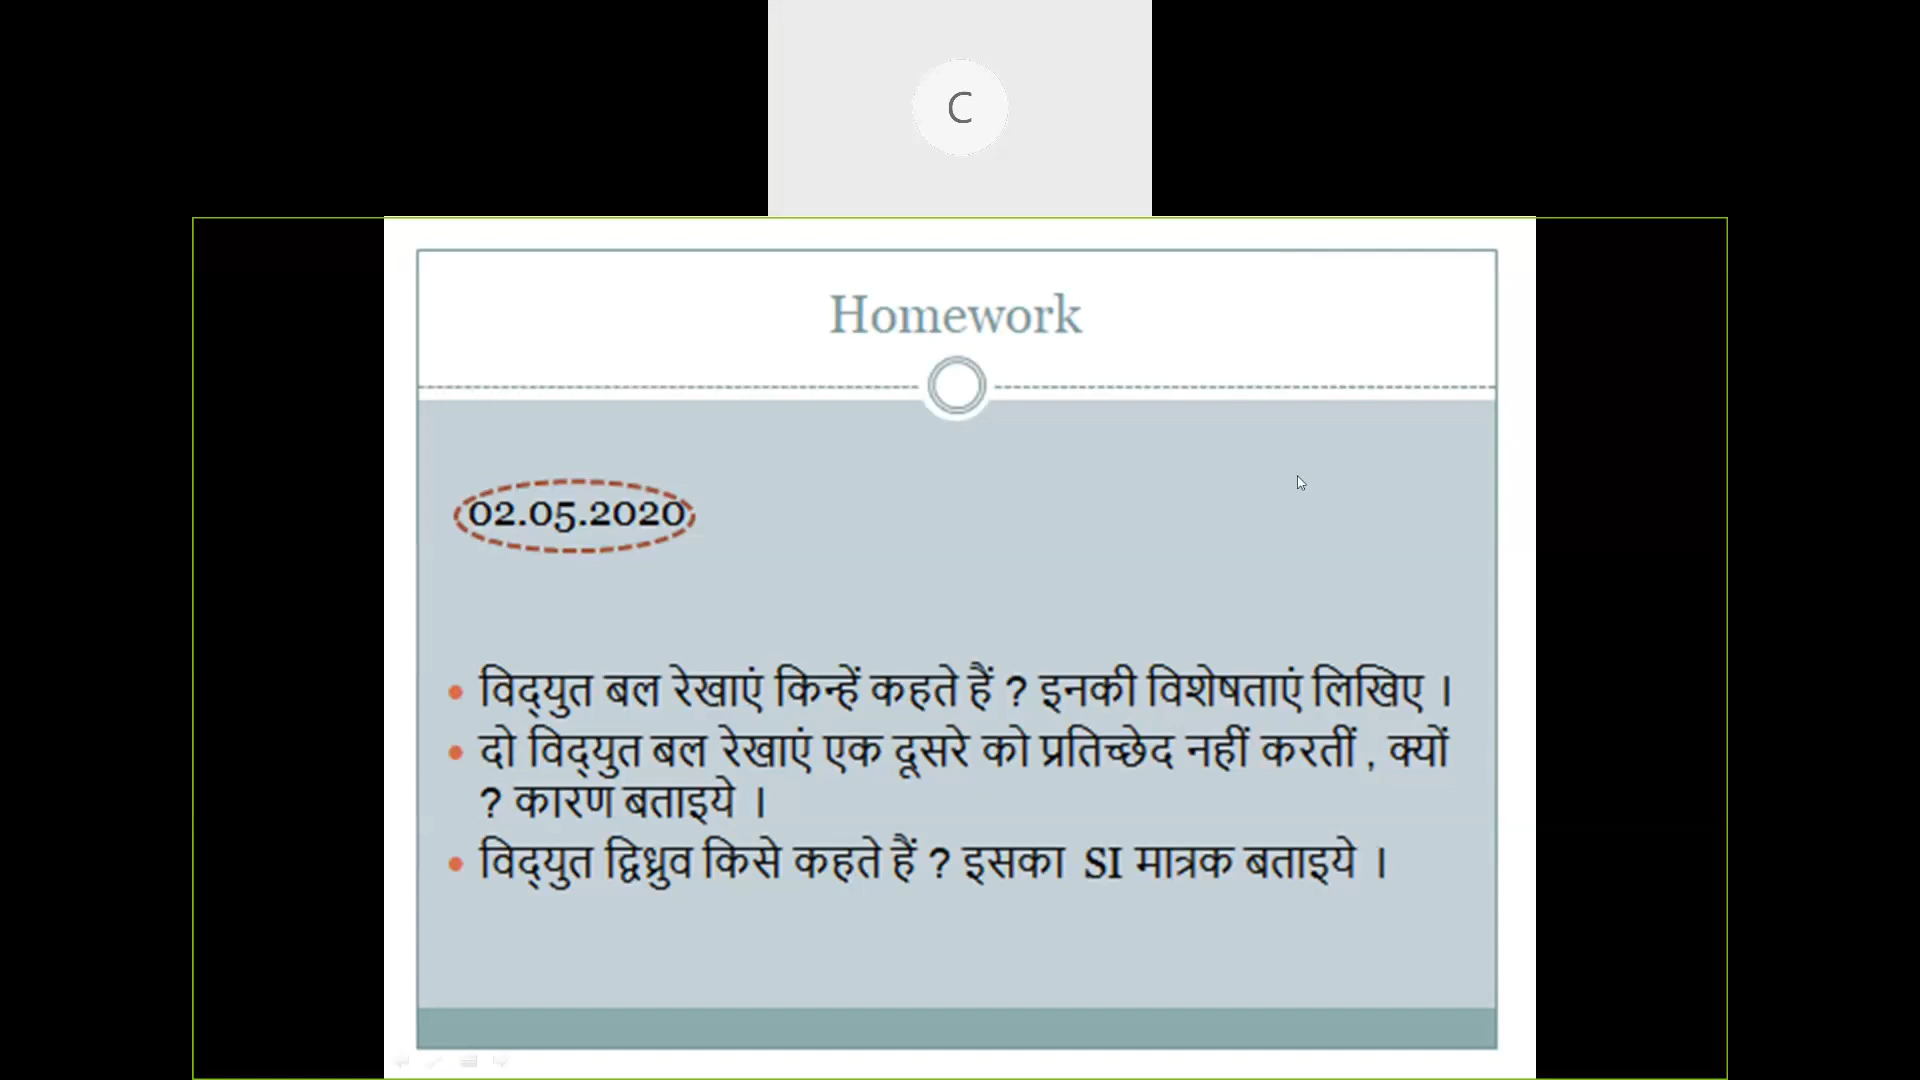 C
Homework
02.05.2020
• विद्युत बल रेखाएं किन्हें कहते हैं ? इनकी विशेषताएं लिखिए ।
• दो विद्युत बल रेखाएं एक दूसरे को प्रतिच्छेद नहीं करतीं , क्यों
? कारण बताइये ।
• विद्युत द्विध्रुव किसे कहते हैं ? इसका SI मात्रक बताइये ।